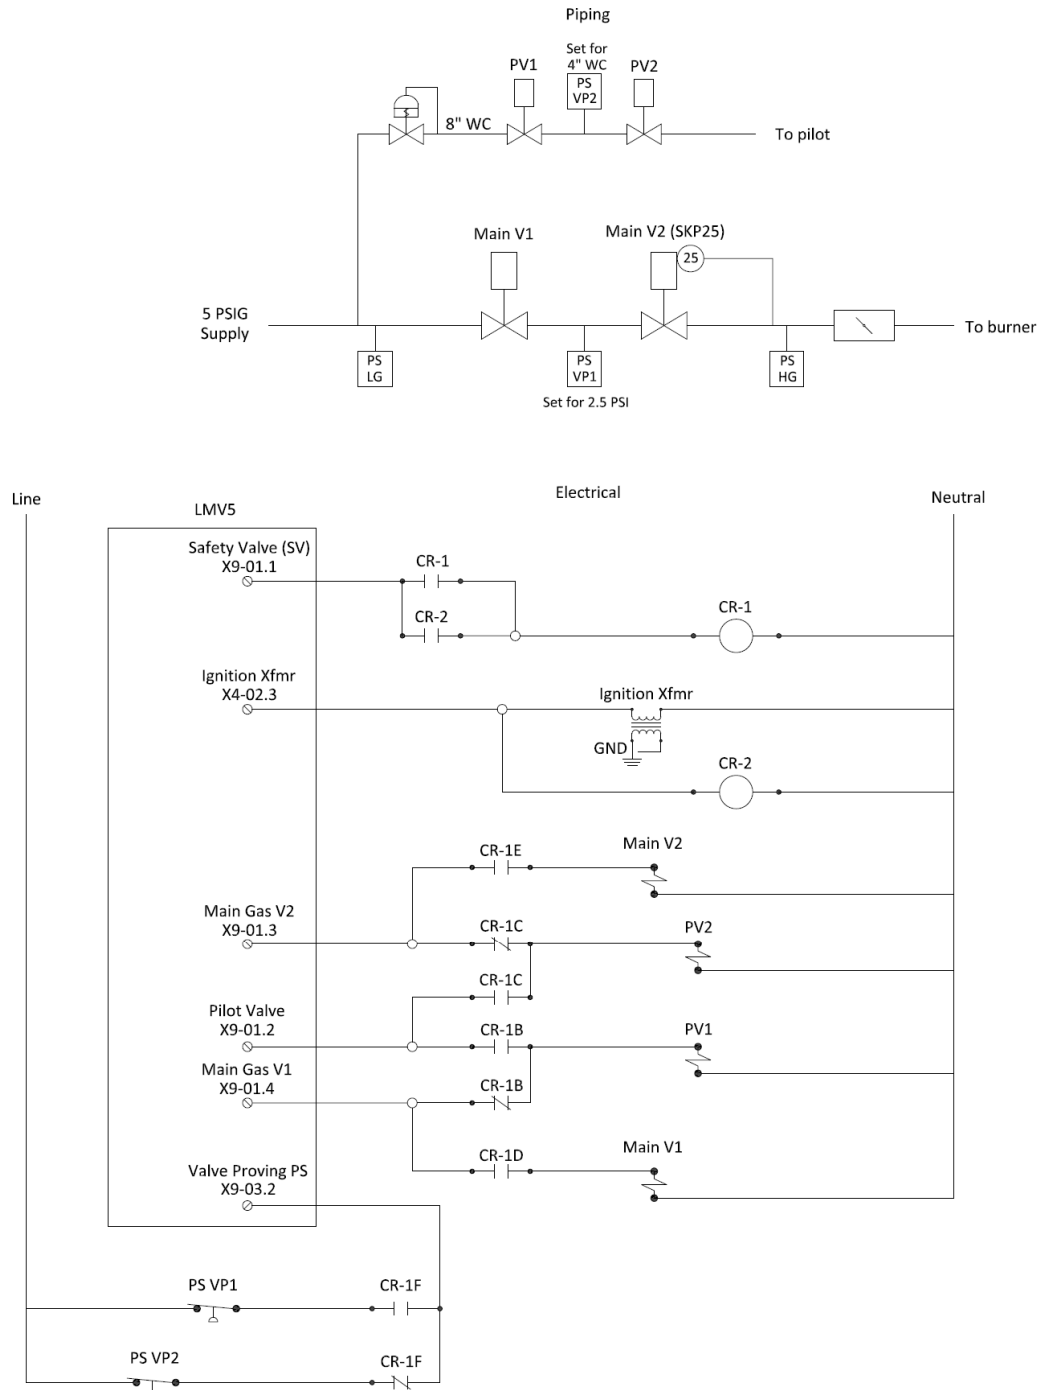 Piping
Set for
4" WC
PV1
PS
VP2
PV2
8" WC
To pilot
Main V1
Main V2 (SKP25)
25
5 PSIG
Supply
To burner
PS
LG
PS
VP1
PS
HG
Set for 2.5 PSI
Line
Electrical
Neutral
LMV5
Safety Valve (SV)
X9-01.1
CR-1
CR-2
CR-1
Ignition Xfmr
X4-02.3
Ignition Xfmr
GND
CR-2
CR-1E
Main V2
Main Gas V2
X9-01.3
CR-1C
PV2
CR-1C
Pilot Valve
X9-01.2
CR-1B
PV1
Main Gas V1
X9-01.4
CR-1B
CR-1D
Main V1
Valve Proving PS
X9-03.2
PS VP1
CR-1F
PS VP2
CR-1F